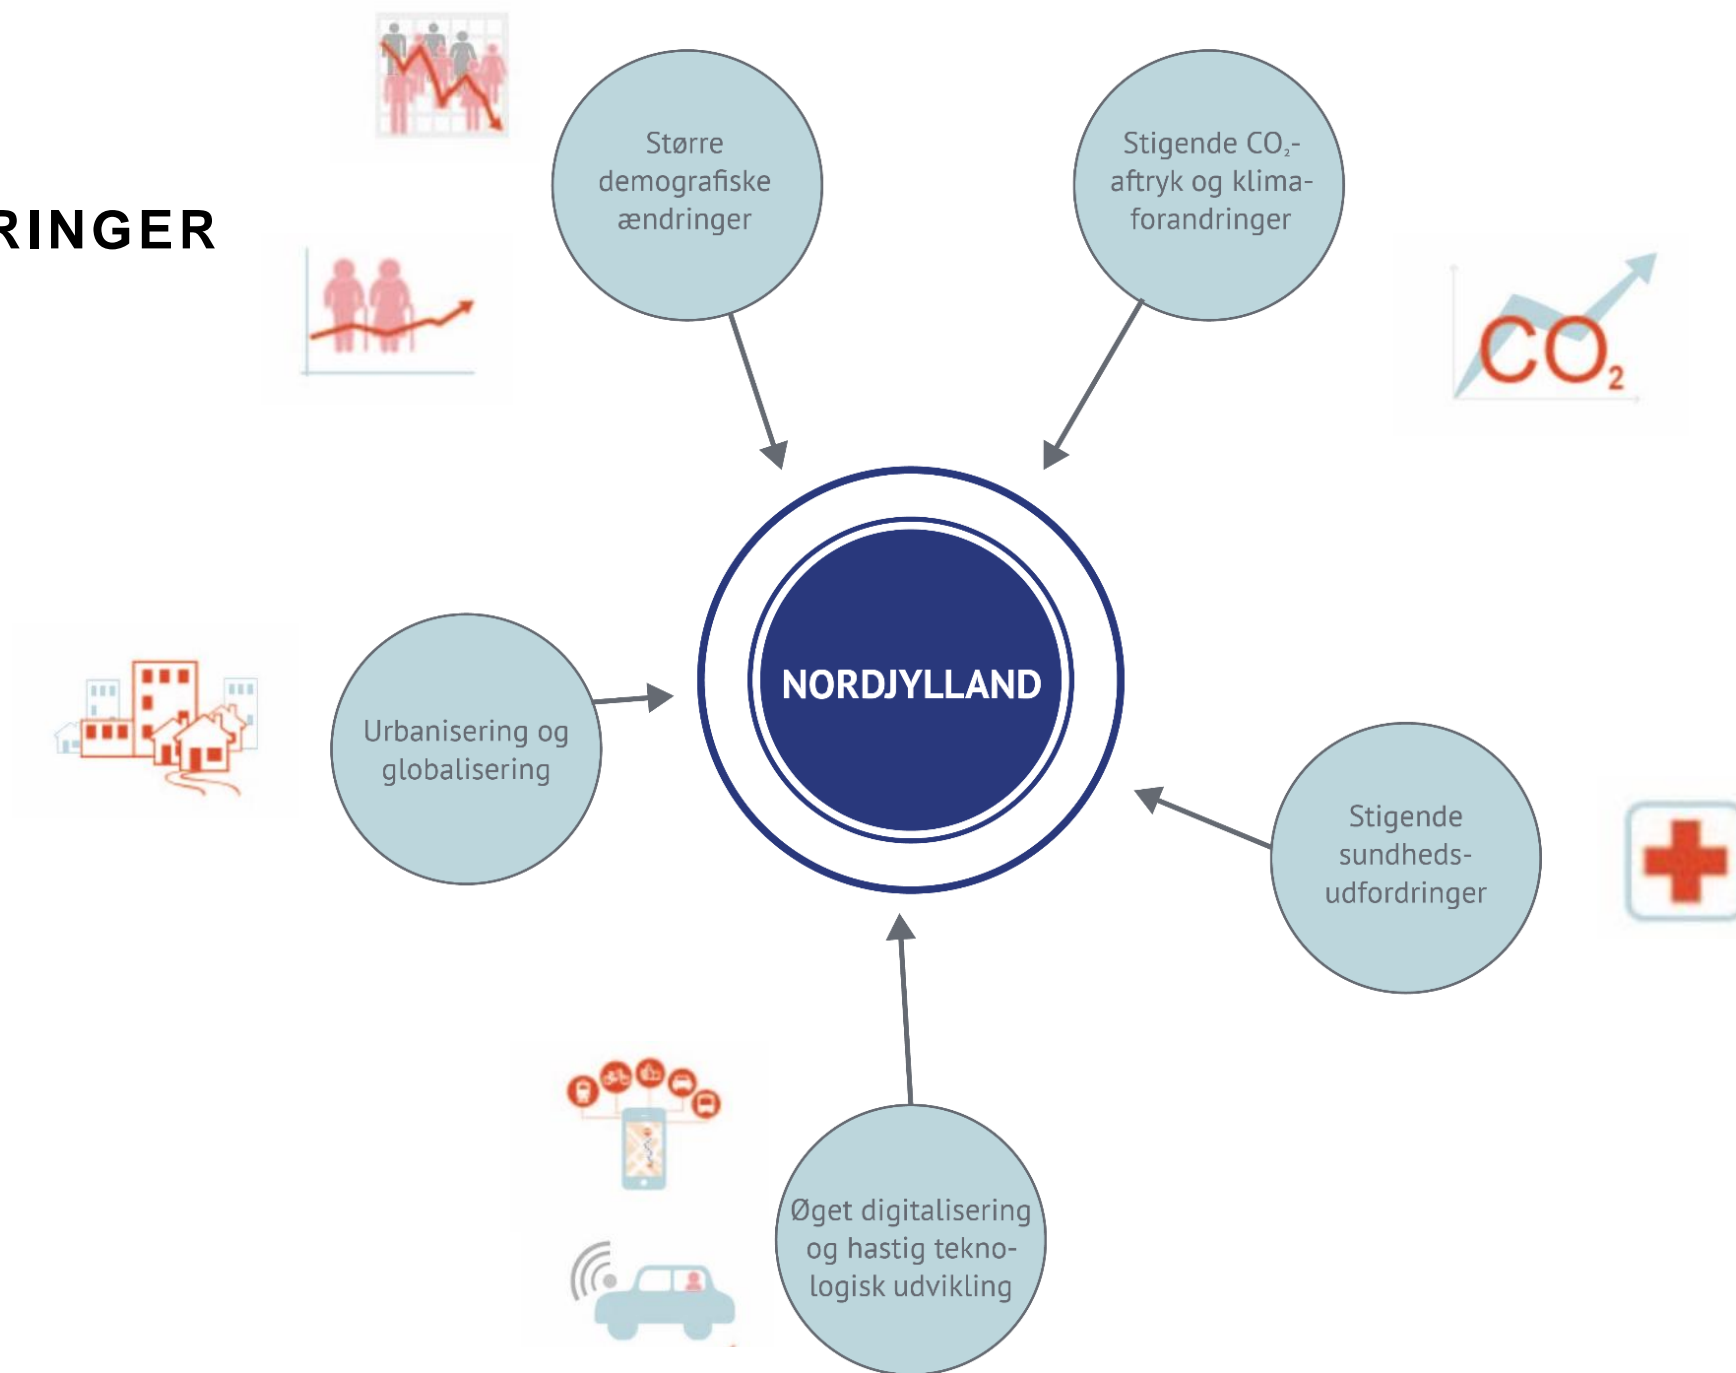 Større
demografiske
ændringer
Stigende CO₂-
aftryk og klima-
forandringer
RINGER
CO₂
NORDJYLLAND
Urbanisering og
globalisering
Stigende
sundheds-
udfordringer
Øget digitalisering
og hastig tekno-
logisk udvikling